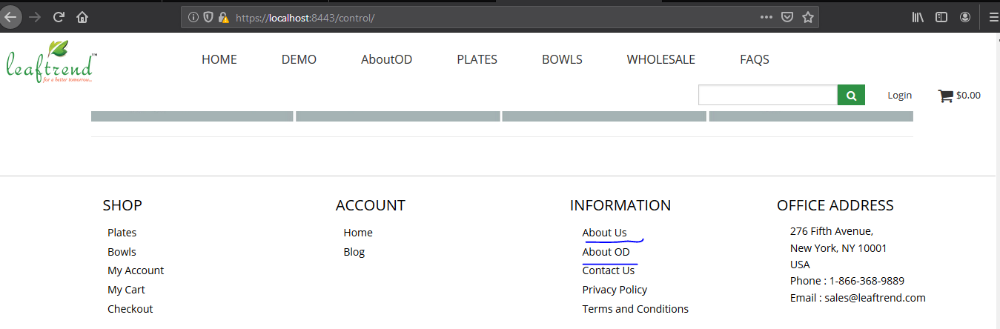 https://localhost:8443/control/
leaftrend™
for a better tomorrow...
HOME DEMO AboutOD PLATES BOWLS WHOLESALE FAQS
Login $0.00
SHOP
Plates
Bowls
My Account
My Cart
Checkout
ACCOUNT
Home
Blog
INFORMATION
About Us
About OD
Contact Us
Privacy Policy
Terms and Conditions
OFFICE ADDRESS
276 Fifth Avenue,
New York, NY 10001
USA
Phone : 1-866-368-9889
Email : sales@leaftrend.com